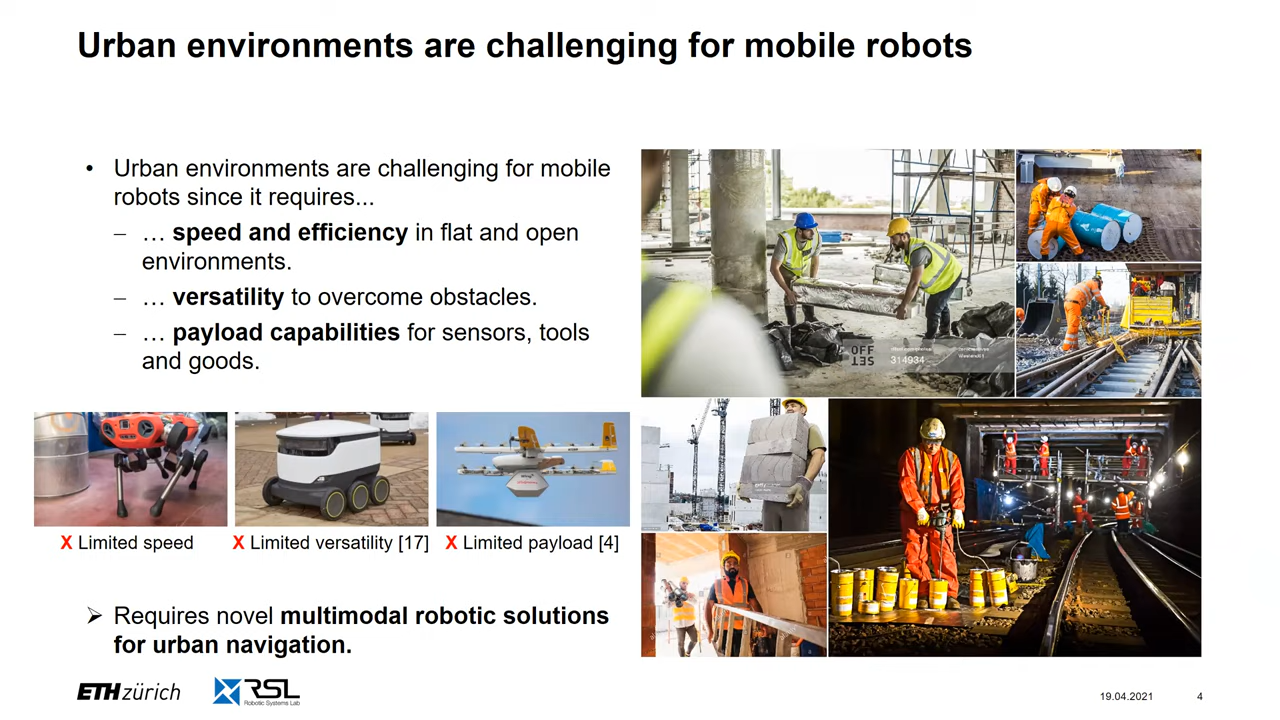 Urban environments are challenging for mobile robots
• Urban environments are challenging for mobile
robots since it requires...
– … speed and efficiency in flat and open
environments.
– … versatility to overcome obstacles.
– … payload capabilities for sensors, tools
and goods.
X Limited speed
X Limited versatility [17]
X Limited payload [4]
➢ Requires novel multimodal robotic solutions
for urban navigation.
OFF
SET
314934
ETH zürich
RSL
Robotic Systems Lab
19.04.2021
4